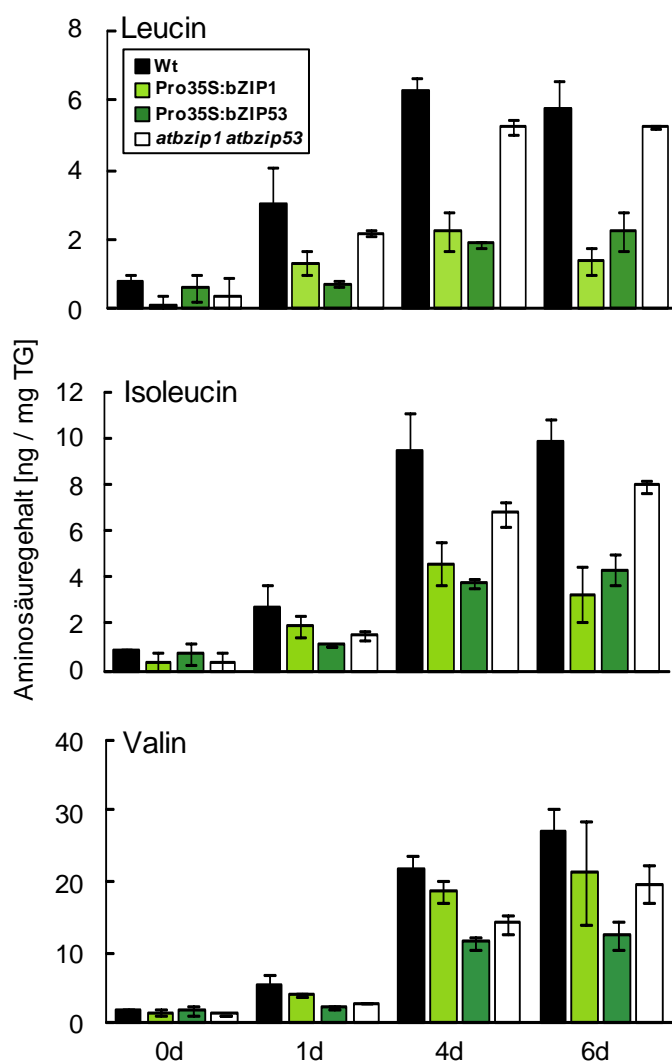 Leucin
Wt
Pro35S:bZIP1
Pro35S:bZIP53
atbzip1 atbzip53
8
6
4
2
0
Aminosäuregehalt [ng / mg TG]
Isoleucin
12
10
8
6
4
2
0
Valin
40
30
20
10
0
0d 1d 4d 6d